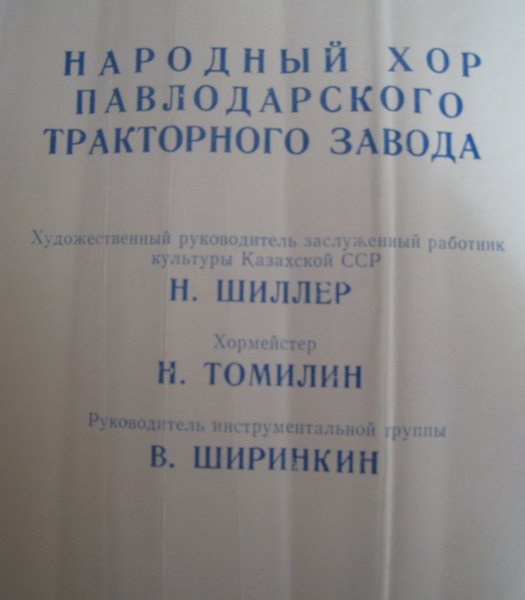 НАРОДНЫЙ ХОР
ПАВЛОДАРСКОГО
ТРАКТОРНОГО ЗАВОДА
Художественный руководитель заслуженный работник
культуры Казахской ССР
Н. ШИЛЛЕР
Хормейстер
Н. ТОМИЛИН
Руководитель инструментальной группы
В. ШИРИНКИН